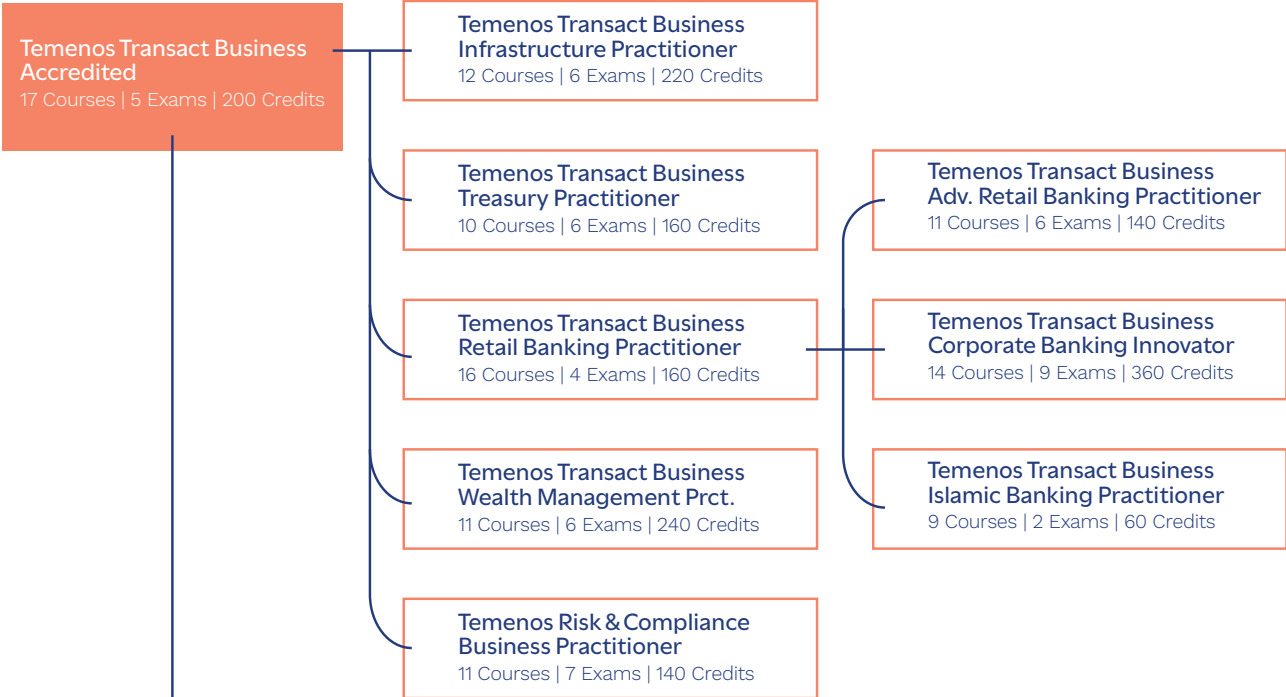 Temenos Transact Business
Accredited
17 Courses | 5 Exams | 200 Credits
Temenos Transact Business
Infrastructure Practitioner
12 Courses | 6 Exams | 220 Credits
Temenos Transact Business
Treasury Practitioner
10 Courses | 6 Exams | 160 Credits
Temenos Transact Business
Adv. Retail Banking Practitioner
11 Courses | 6 Exams | 140 Credits
Temenos Transact Business
Retail Banking Practitioner
16 Courses | 4 Exams | 160 Credits
Temenos Transact Business
Corporate Banking Innovator
14 Courses | 9 Exams | 360 Credits
Temenos Transact Business
Wealth Management Prct.
11 Courses | 6 Exams | 240 Credits
Temenos Transact Business
Islamic Banking Practitioner
9 Courses | 2 Exams | 60 Credits
Temenos Risk & Compliance
Business Practitioner
11 Courses | 7 Exams | 140 Credits